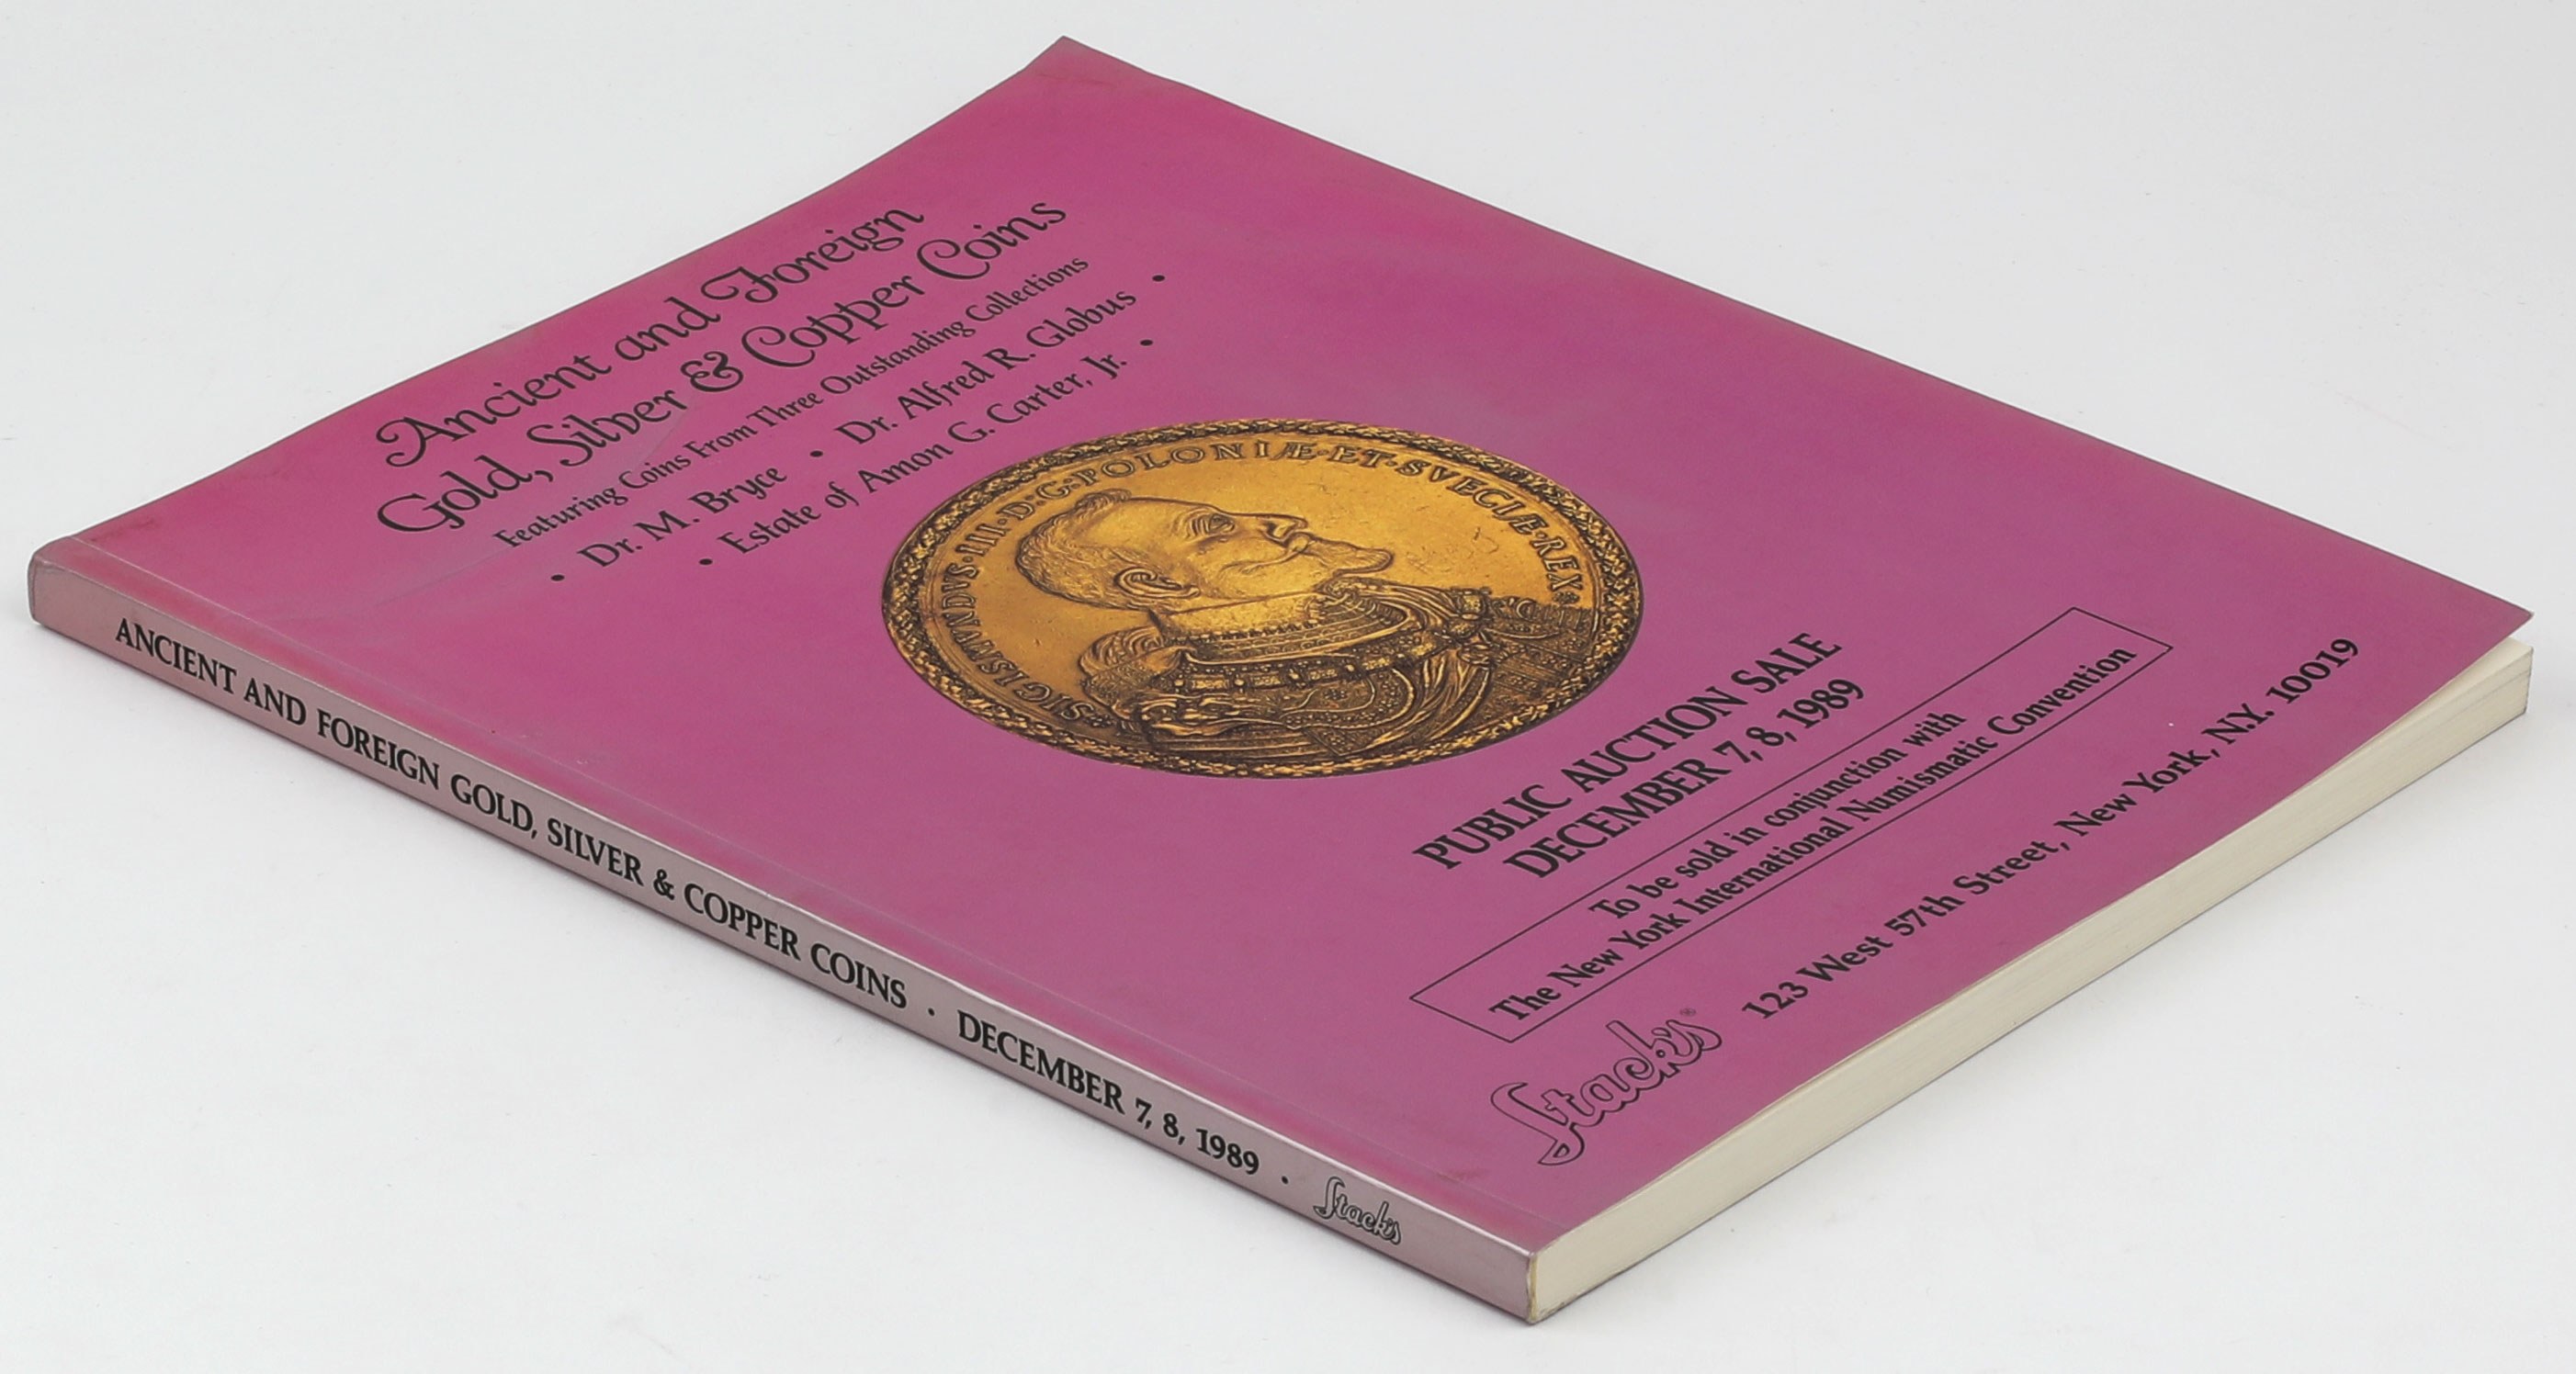 Ancient and Foreign
Gold, Silver & Copper Coins
Featuring Coins From Three Outstanding Collections
• Dr. M. Bryce • Dr. Alfred R. Globus •
• Estate of Amon G. Carter, Jr. •
SIGISMVNDVS·III·D:G·POLONIÆ·ET·SVECIÆ·REX
PUBLIC AUCTION SALE
DECEMBER 7, 8, 1989
To be sold in conjunction with
The New York International Numismatic Convention
Stack's® 123 West 57th Street, New York, N.Y. 10019
ANCIENT AND FOREIGN GOLD, SILVER & COPPER COINS · DECEMBER 7, 8, 1989 · Stack's